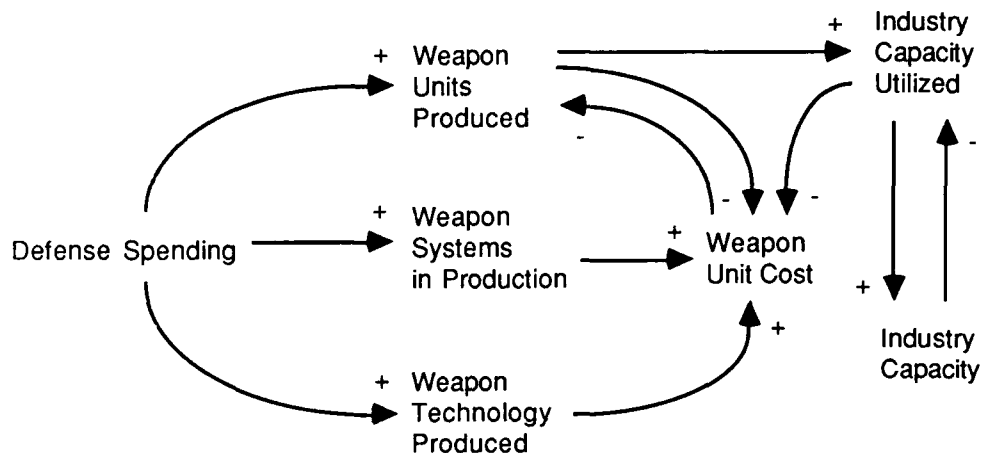 + Weapon
Units
Produced
-
+ Industry
Capacity
Utilized
-
-
-
Defense Spending
+ Weapon
Systems
in Production
+ Weapon
Unit Cost
+
+
Industry
Capacity
+ Weapon
Technology
Produced